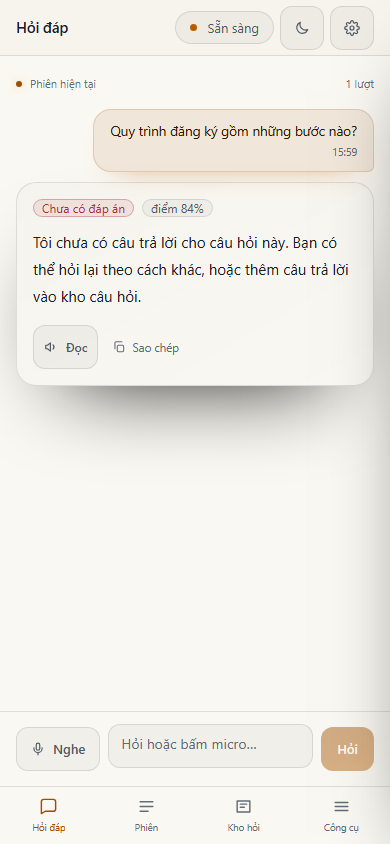 Hỏi đáp
Sẵn sàng
Phiên hiện tại
1 lượt
Quy trình đăng ký gồm những bước nào?
15:59
Chưa có đáp án
điểm 84%
Tôi chưa có câu trả lời cho câu hỏi này. Bạn có
thể hỏi lại theo cách khác, hoặc thêm câu trả lời
vào kho câu hỏi.
Đọc
Sao chép
Nghe
Hỏi hoặc bấm micro...
Hỏi
Hỏi đáp
Phiên
Kho hỏi
Công cụ